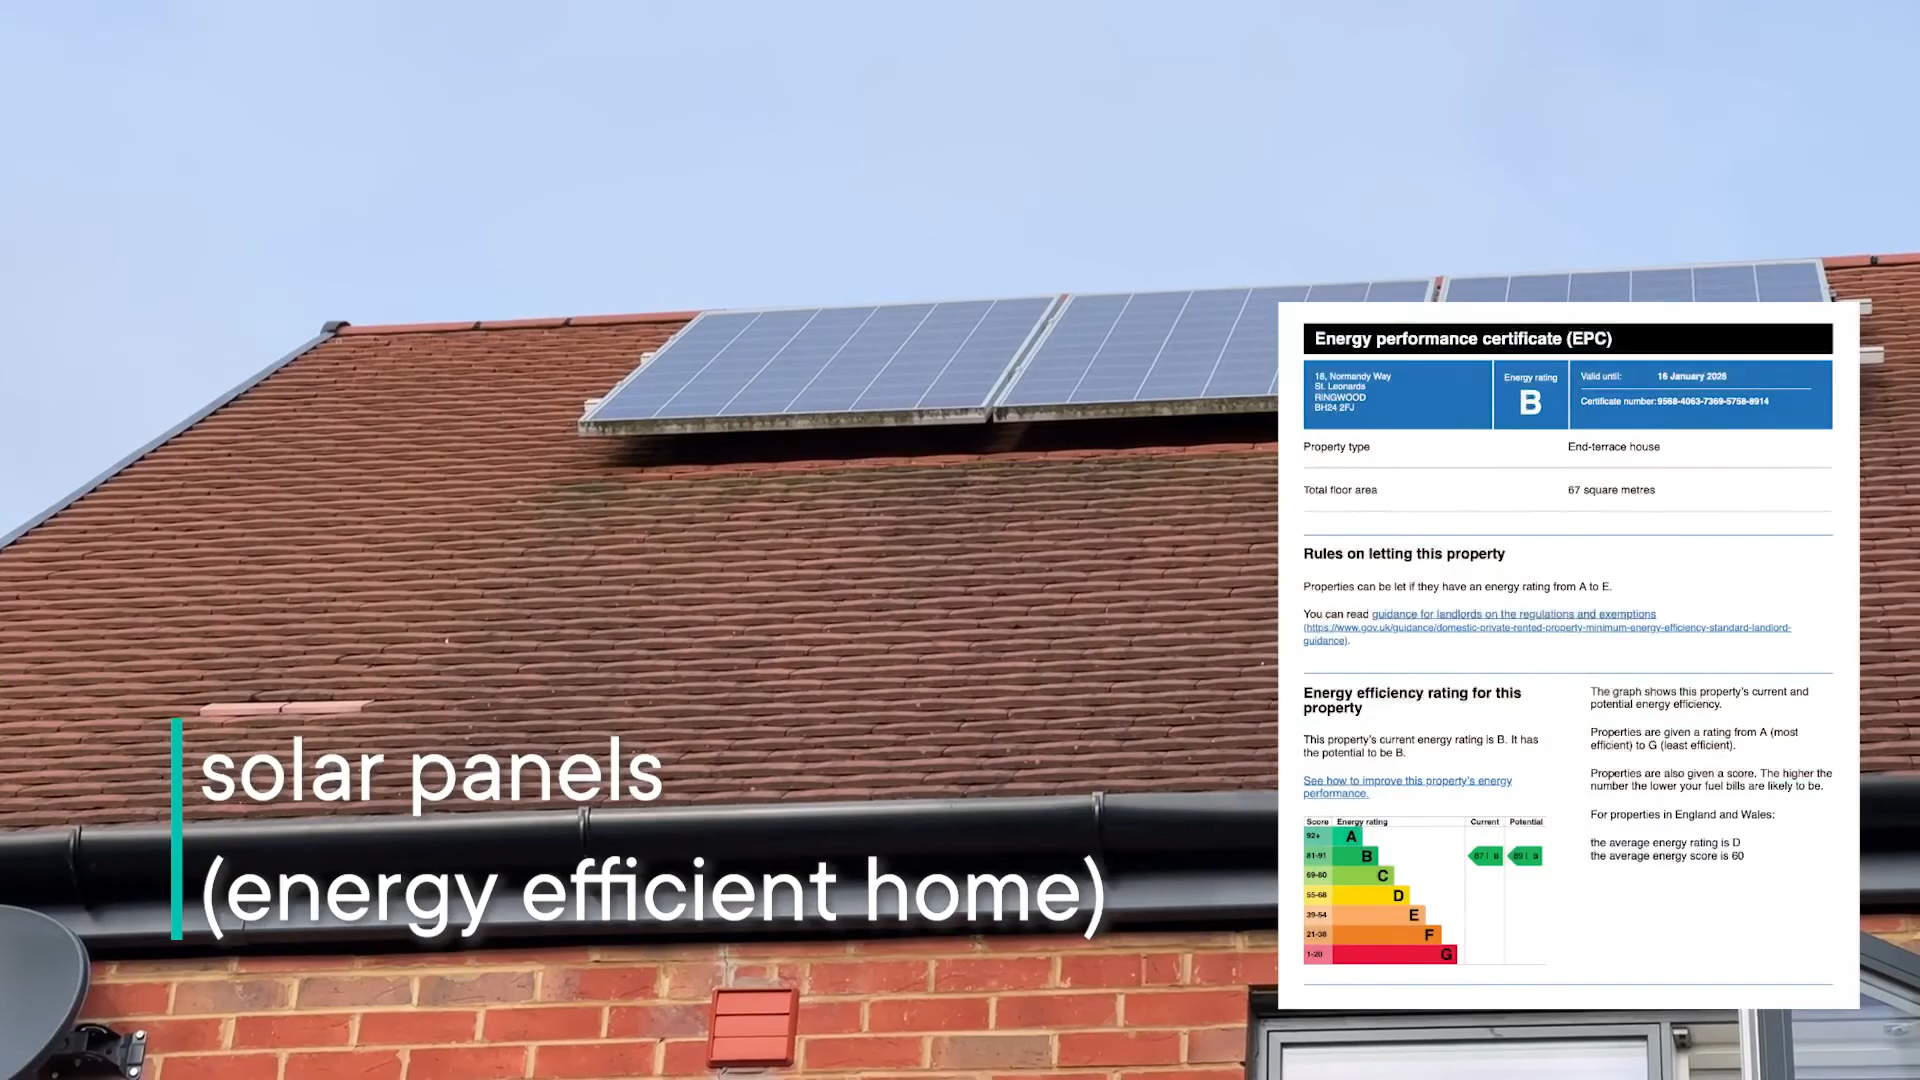 Energy performance certificate (EPC)
18, Normandy Way
St. Leonards
RINGWOOD
BH24 2FJ
Energy rating
B
Valid until: 16 January 2026
Certificate number: 9568-4063-7369-5758-8914
Property type End-terrace house
Total floor area 67 square metres
Rules on letting this property
Properties can be let if they have an energy rating from A to E.
You can read guidance for landlords on the regulations and exemptions
(https://www.gov.uk/guidance/domestic-private-rented-property-minimum-energy-efficiency-standard-landlord-
guidance).
Energy efficiency rating for this
property
This property's current energy rating is B. It has
the potential to be B.
See how to improve this property's energy
performance.
Score Energy rating Current Potential
92+ A
81-91 B 87 | B 89 | B
69-80 C
55-68 D
39-54 E
21-38 F
1-20 G
The graph shows this property's current and
potential energy efficiency.
Properties are given a rating from A (most
efficient) to G (least efficient).
Properties are also given a score. The higher the
number the lower your fuel bills are likely to be.
For properties in England and Wales:
the average energy rating is D
the average energy score is 60
solar panels
(energy efficient home)